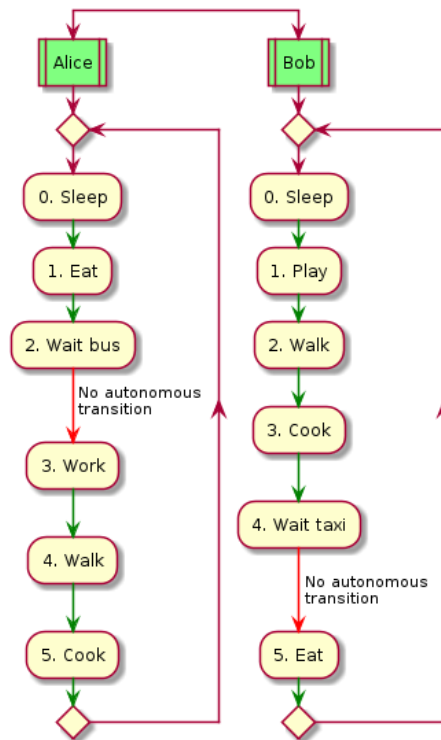 Alice
0. Sleep
1. Eat
2. Wait bus
No autonomous
transition
3. Work
4. Walk
5. Cook
Bob
0. Sleep
1. Play
2. Walk
3. Cook
4. Wait taxi
No autonomous
transition
5. Eat